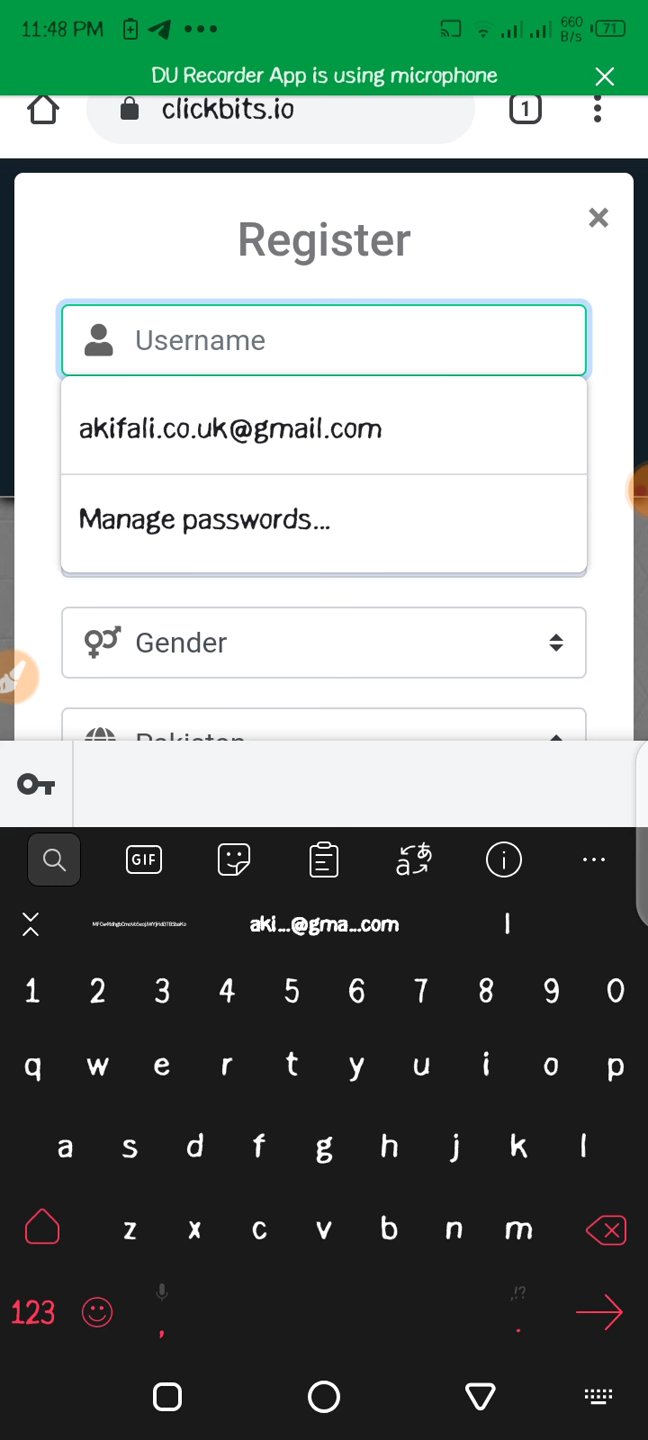 11:48 PM
660
B/s
71
DU Recorder App is using microphone
clickbits.io
1
Register
Username
akifali.co.uk@gmail.com
Manage passwords...
Gender
Pakistan
GIF
aki...@gma...com
1 2 3 4 5 6 7 8 9 0
q w e r t y u i o p
a s d f g h j k l
z x c v b n m
,!?
123 , .